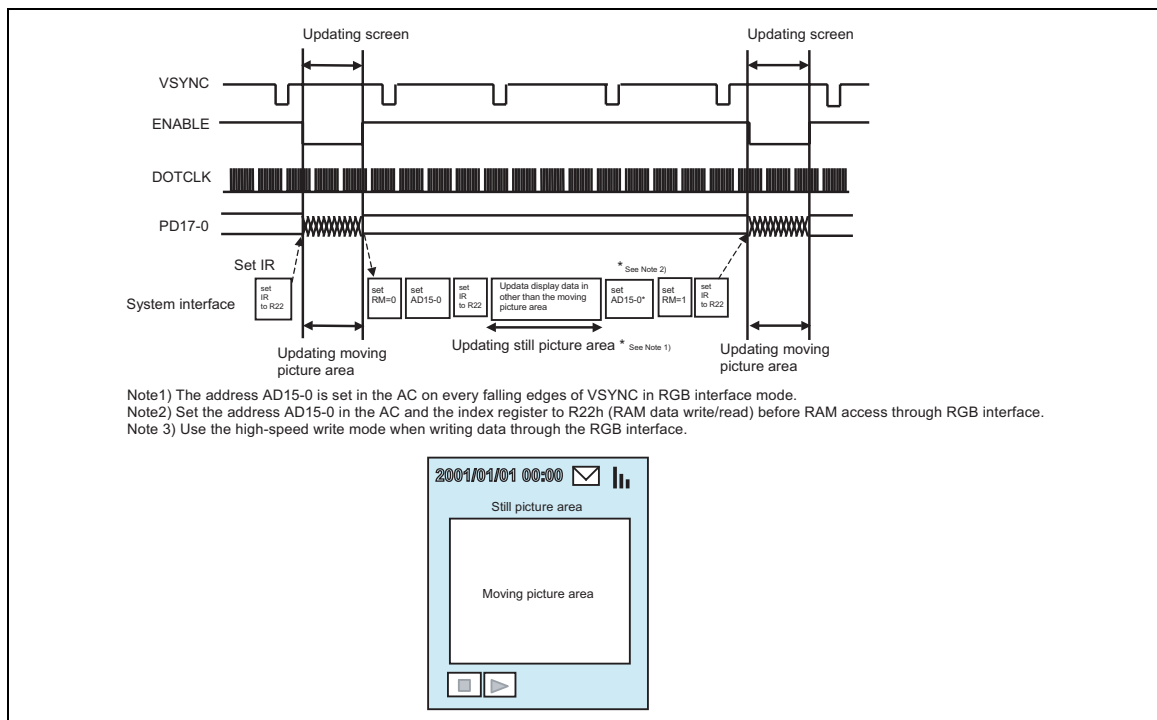 Updating screen
Updating screen
VSYNC
ENABLE
DOTCLK
PD17-0
Set IR
* See Note 2)
System interface
set
IR
to R22
set
RM=0
set
AD15-0
set
IR
to R22
Updata display data in
other than the moving
picture area
set
AD15-0*
set
RM=1
set
IR
to R22
Updating still picture area * See Note 1)
Updating moving
picture area
Updating moving
picture area
Note1) The address AD15-0 is set in the AC on every falling edges of VSYNC in RGB interface mode.
Note2) Set the address AD15-0 in the AC and the index register to R22h (RAM data write/read) before RAM access through RGB interface.
Note 3) Use the high-speed write mode when writing data through the RGB interface.
2001/01/01 00:00
Still picture area
Moving picture area